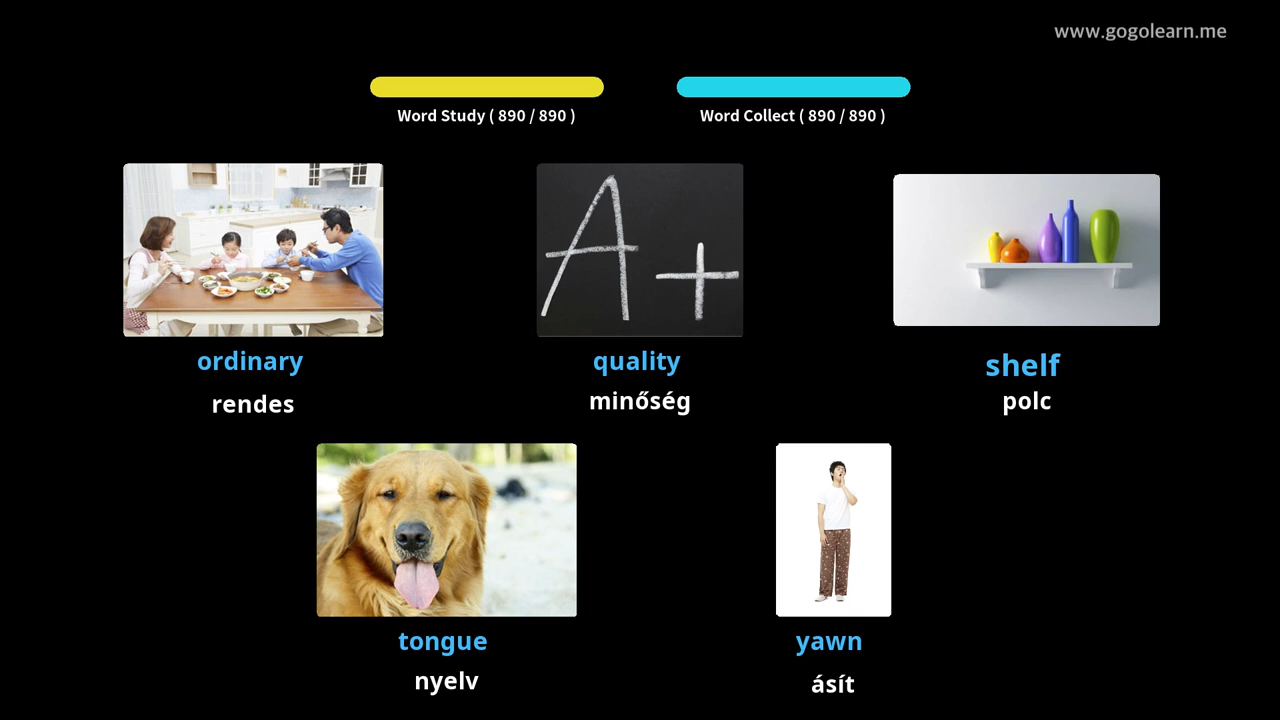 www.gogolearn.me
Word Study ( 890 / 890 )
Word Collect ( 890 / 890 )
A+
ordinary
rendes
quality
minőség
shelf
polc
tongue
nyelv
yawn
ásít